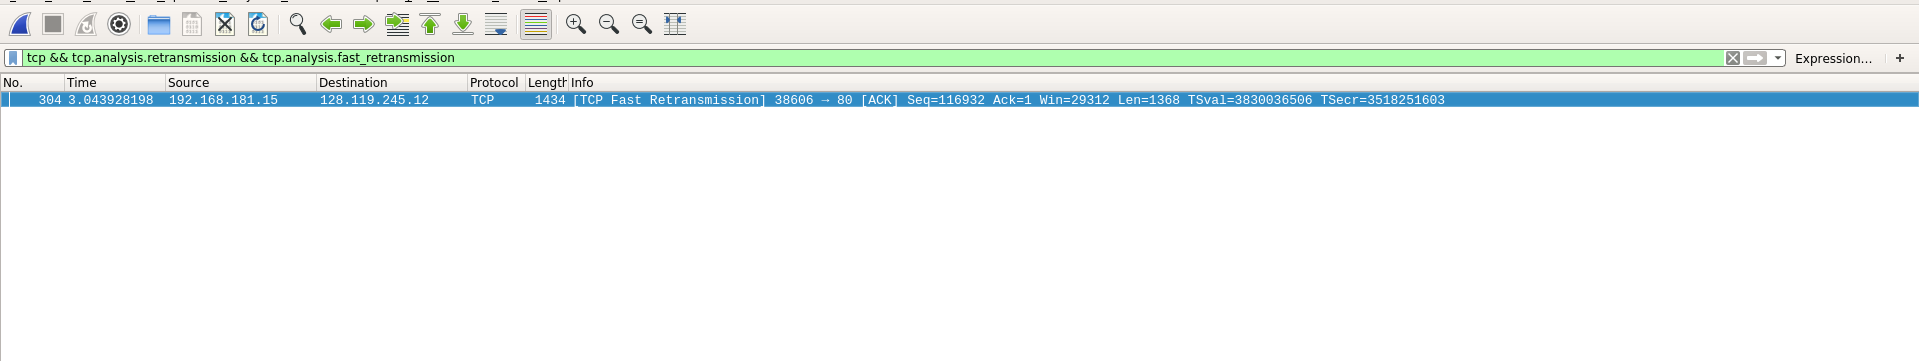 tcp && tcp.analysis.retransmission && tcp.analysis.fast_retransmission Expression… +
No. Time Source Destination Protocol Length Info
304 3.043928198 192.168.181.15 128.119.245.12 TCP 1434 [TCP Fast Retransmission] 38606 → 80 [ACK] Seq=116932 Ack=1 Win=29312 Len=1368 TSval=3830036506 TSecr=3518251603